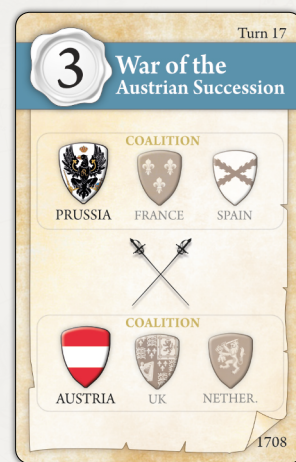 Turn 17
3
War of the
Austrian Succession
COALITION
PRUSSIA FRANCE SPAIN
COALITION
AUSTRIA UK NETHER.
1708